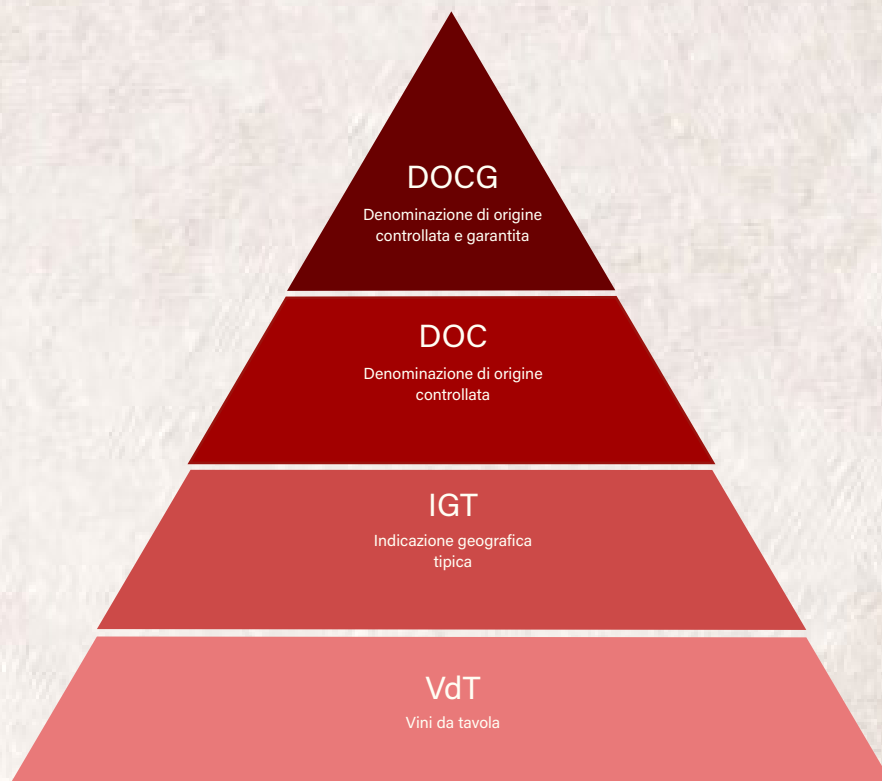 DOCG
Denominazione di origine
controllata e garantita
DOC
Denominazione di origine
controllata
IGT
Indicazione geografica
tipica
VdT
Vini da tavola